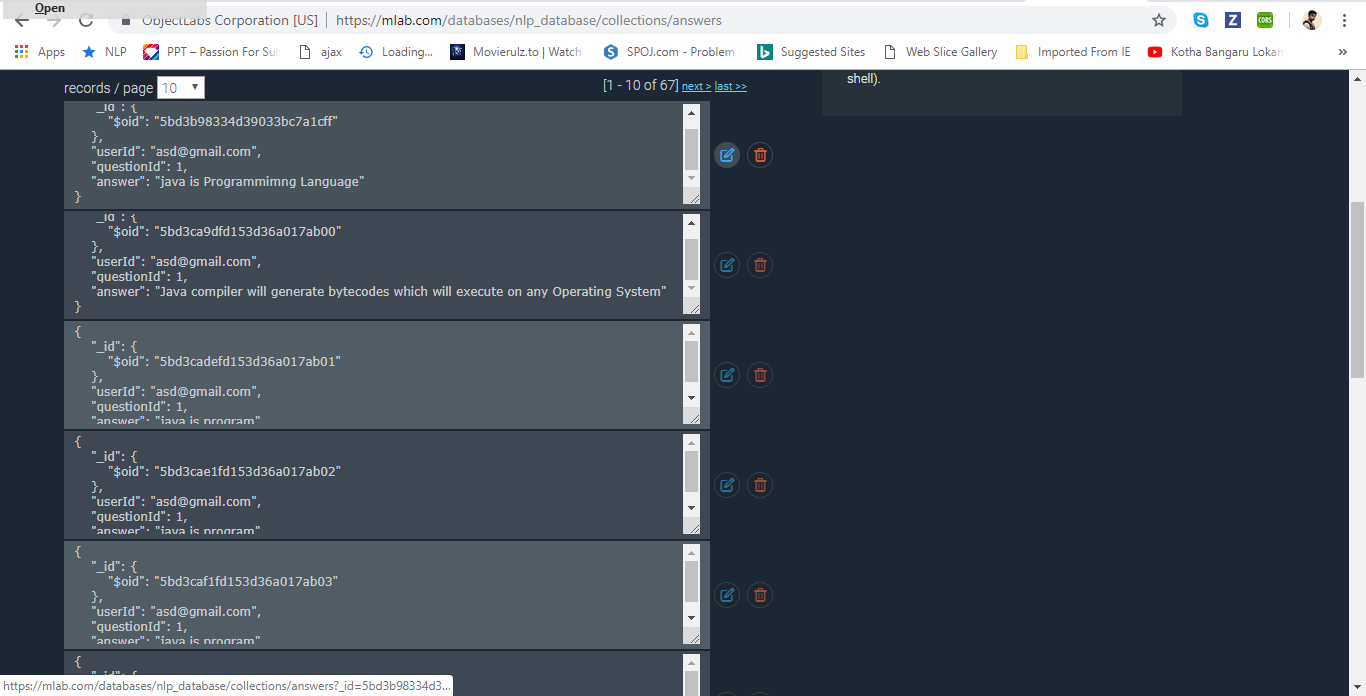 Open
ObjectLabs Corporation [US] | https://mlab.com/databases/nlp_database/collections/answers
Apps NLP PPT – Passion For Suc ajax Loading... Movierulz.to | Watch SPOJ.com - Problem Suggested Sites Web Slice Gallery Imported From IE Kotha Bangaru Lokan »
records / page 10 [1 - 10 of 67] next > last >>
shell).
"_id": {
"$oid": "5bd3b98334d39033bc7a1cff"
},
"userId": "asd@gmail.com",
"questionId": 1,
"answer": "java is Programmimng Language"
}
"_id": {
"$oid": "5bd3ca9dfd153d36a017ab00"
},
"userId": "asd@gmail.com",
"questionId": 1,
"answer": "Java compiler will generate bytecodes which will execute on any Operating System"
}
{
"_id": {
"$oid": "5bd3cadefd153d36a017ab01"
},
"userId": "asd@gmail.com",
"questionId": 1,
"answer": "java is program"
{
"_id": {
"$oid": "5bd3cae1fd153d36a017ab02"
},
"userId": "asd@gmail.com",
"questionId": 1,
"answer": "java is program"
{
"_id": {
"$oid": "5bd3caf1fd153d36a017ab03"
},
"userId": "asd@gmail.com",
"questionId": 1,
"answer": "java is program"
{
"_id": {
https://mlab.com/databases/nlp_database/collections/answers?_id=5bd3b98334d3...